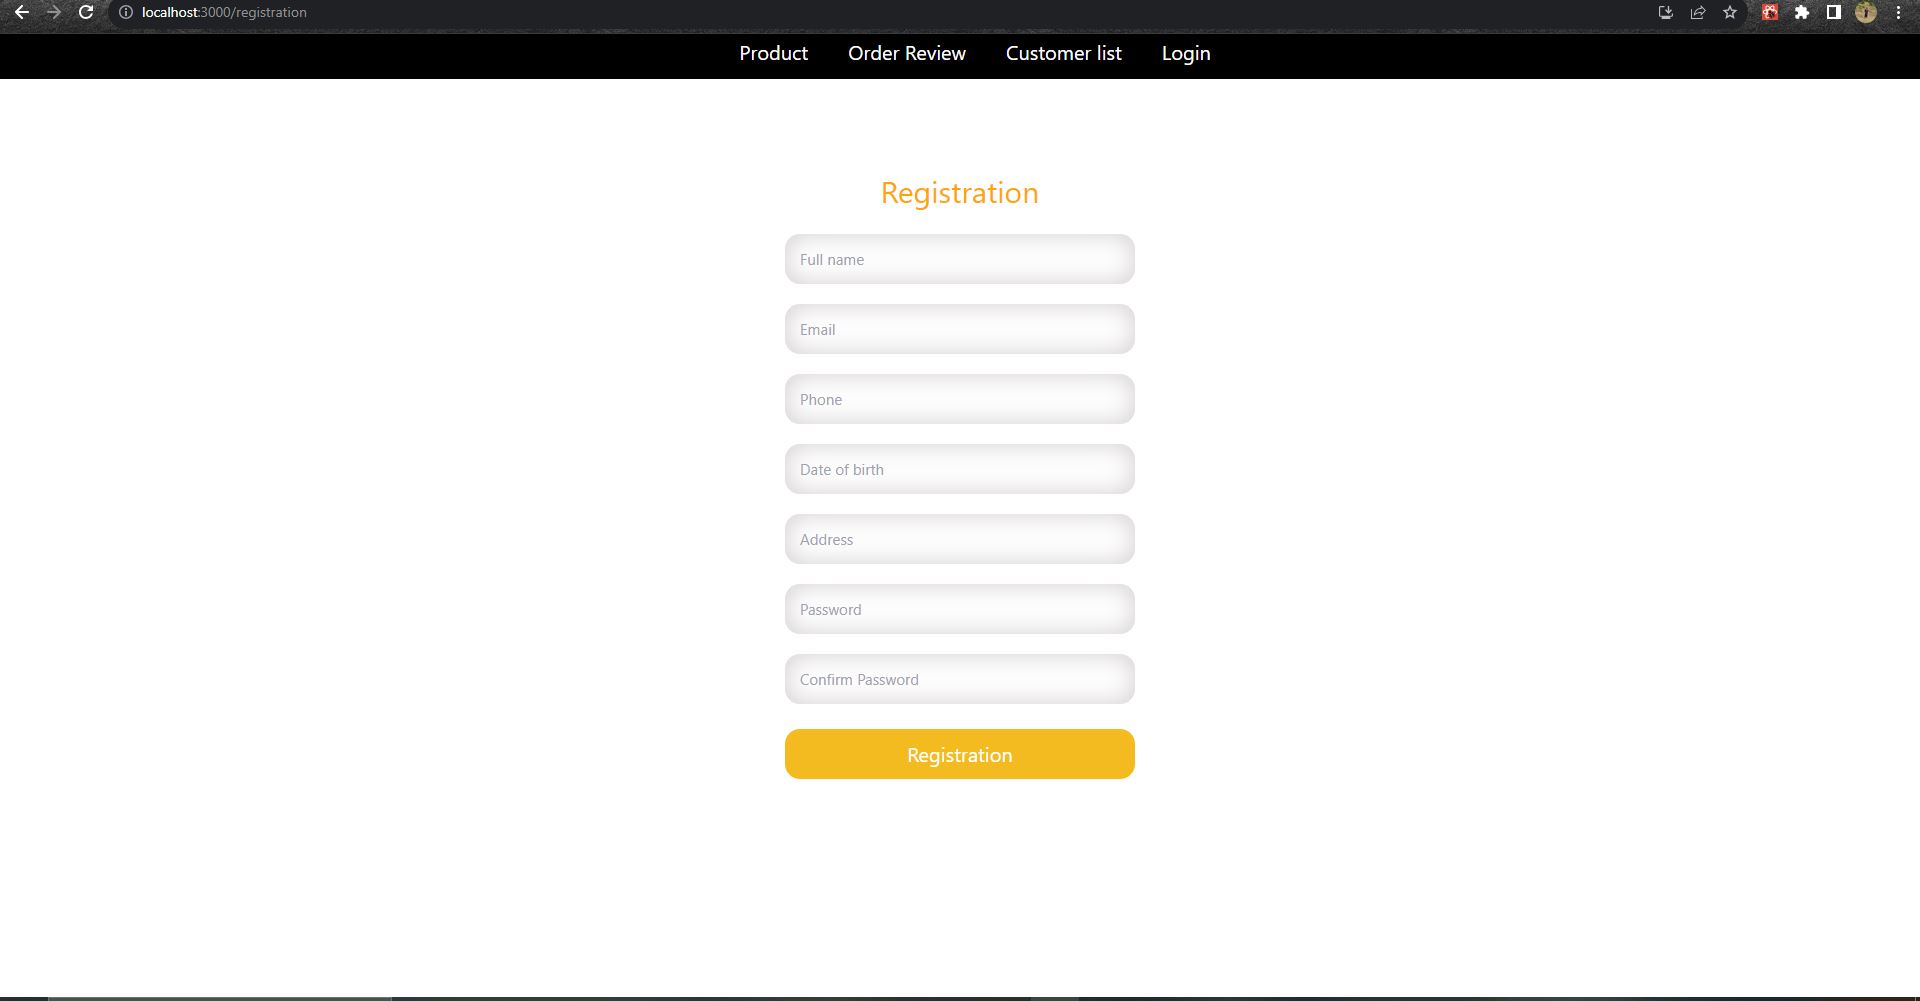 localhost:3000/registration
Product Order Review Customer list Login
Registration
Full name
Email
Phone
Date of birth
Address
Password
Confirm Password
Registration